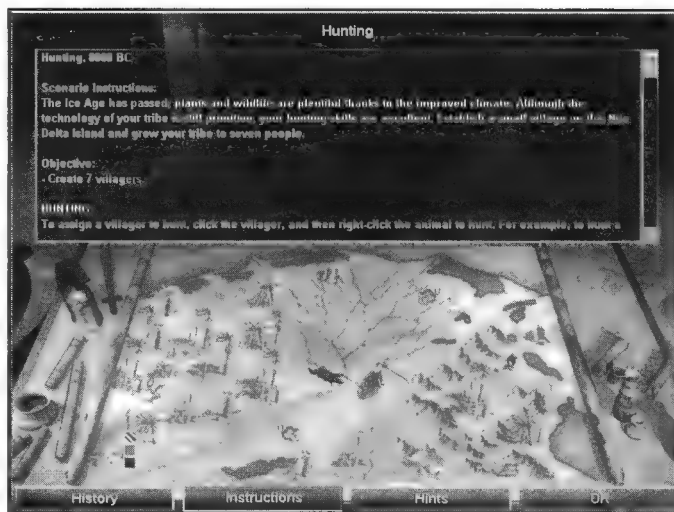 Hunting
Hunting, 8000 BC
Scenario Instructions:
The Ice Age has passed; plants and wildlife are plentiful thanks to the improved climate. Although the
technology of your tribe is still primitive, your hunting skills are excellent. Establish a small village on the Nile
Delta Island and grow your tribe to seven people.
Objective:
- Create 7 villagers.
HUNTING
To assign a villager to hunt, click the villager, and then right-click the animal to hunt. For example, to hunt a
History
Instructions
Hints
OK